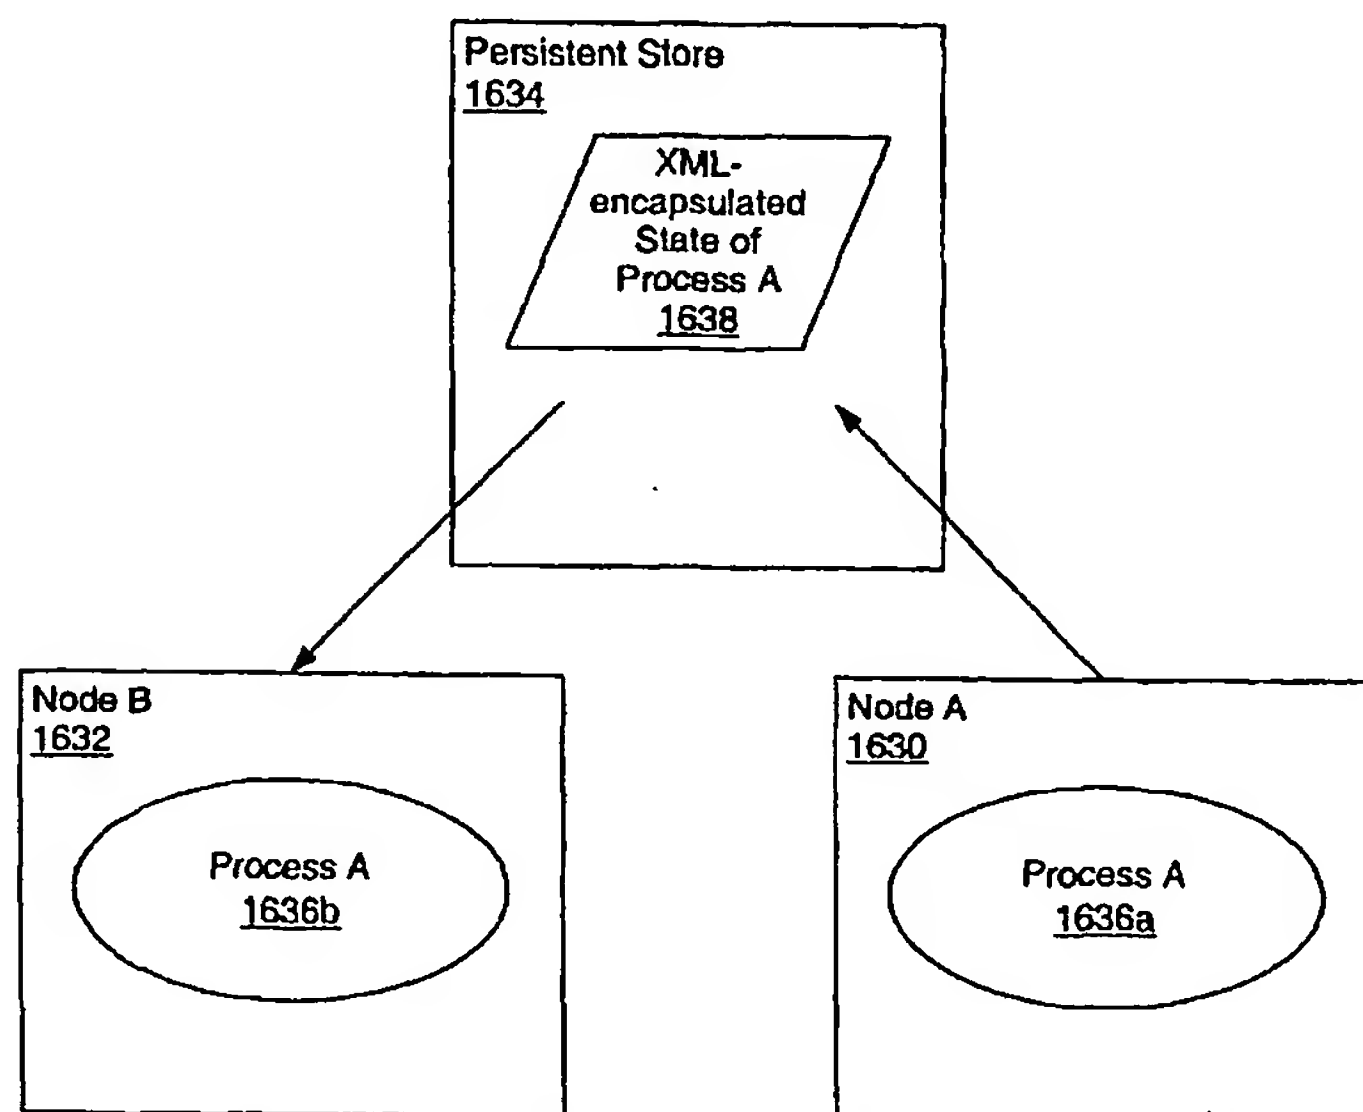 Persistent Store
1634
XML-
encapsulated
State of
Process A
1638
Node B
1632
Process A
1636b
Node A
1630
Process A
1636a